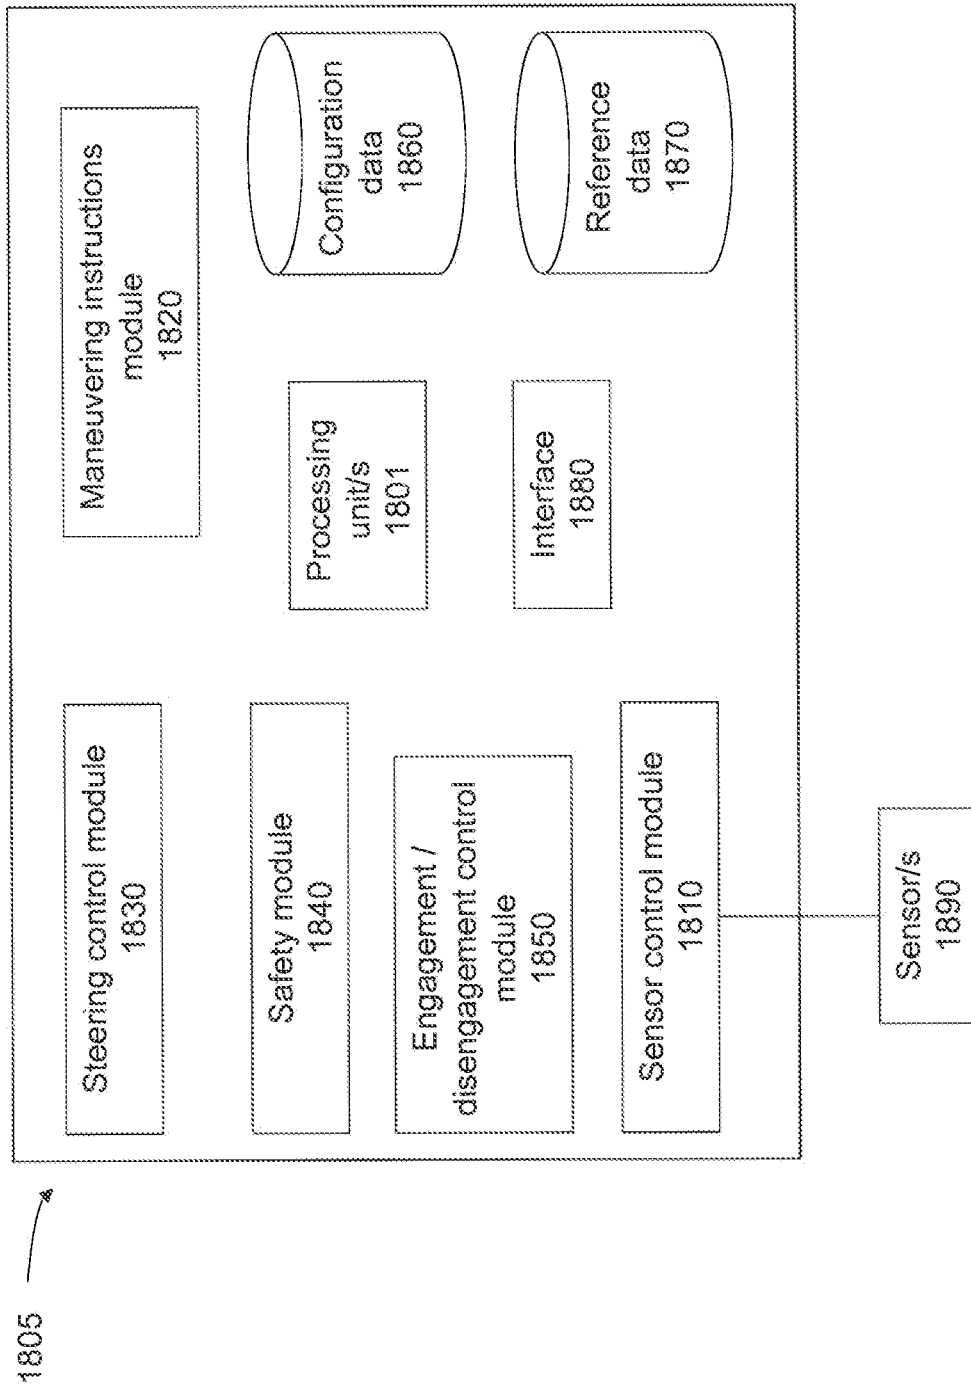 1805
Steering control module
1830
Maneuvering instructions
module
1820
Safety module
1840
Processing
unit/s
1801
Configuration
data
1860
Engagement /
disengagement control
module
1850
Interface
1880
Reference
data
1870
Sensor control module
1810
Sensor/s
1890